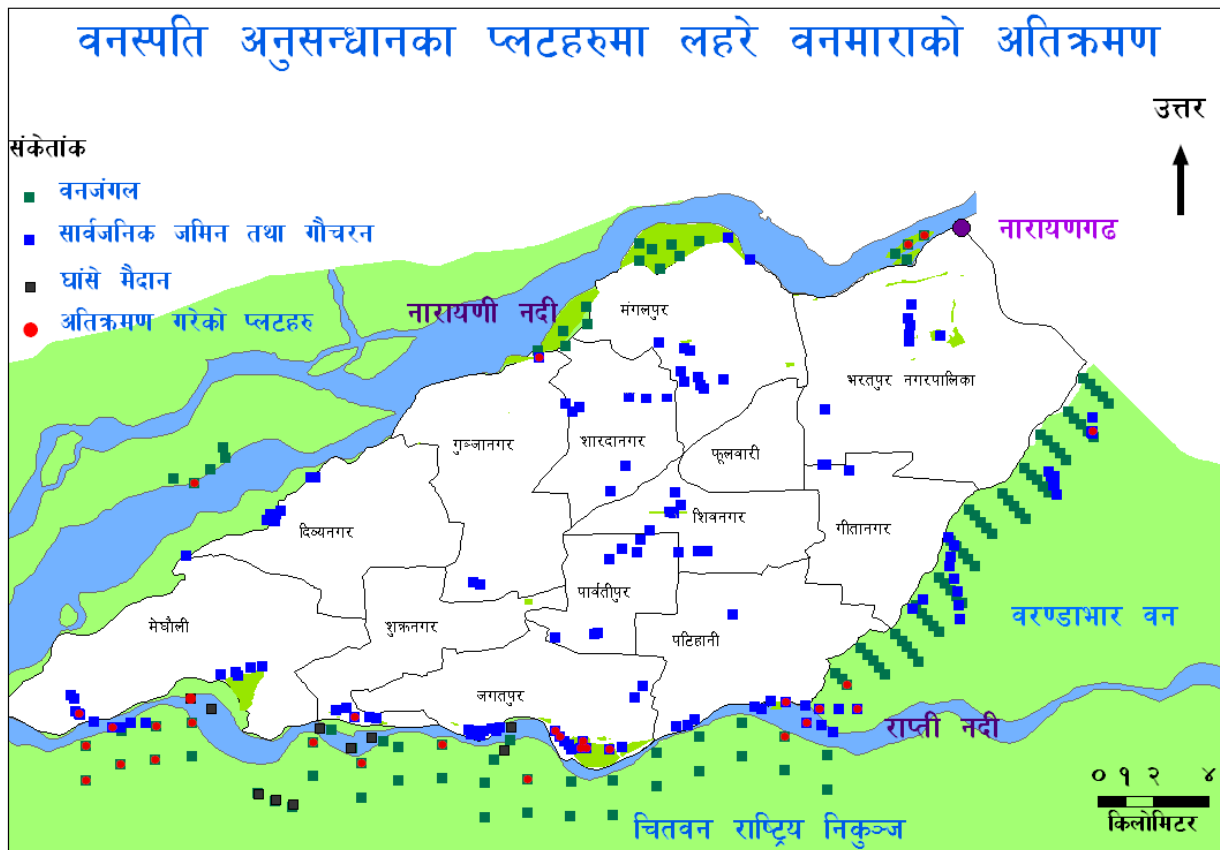 वनस्पति अनुसन्धानका प्लटहरुमा लहरे वनमाराको अतिक्रमण
उत्तर
संकेतांक
वनजंगल
सार्वजनिक जमिन तथा गौचरन
घांसे मैदान
अतिक्रमण गरेको प्लटहरु
नारायणगढ
नारायणी नदी
मंगलपुर
भरतपुर नगरपालिका
गुञ्जानगर
शारदानगर
फूलवारी
दिव्यनगर
शिवनगर
गीतानगर
पार्वतीपुर
मेघौली
शुक्रनगर
पटिहानी
वरण्डाभार वन
जगतपुर
राप्ती नदी
० १ २ ४
किलोमिटर
चितवन राष्ट्रिय निकुञ्ज